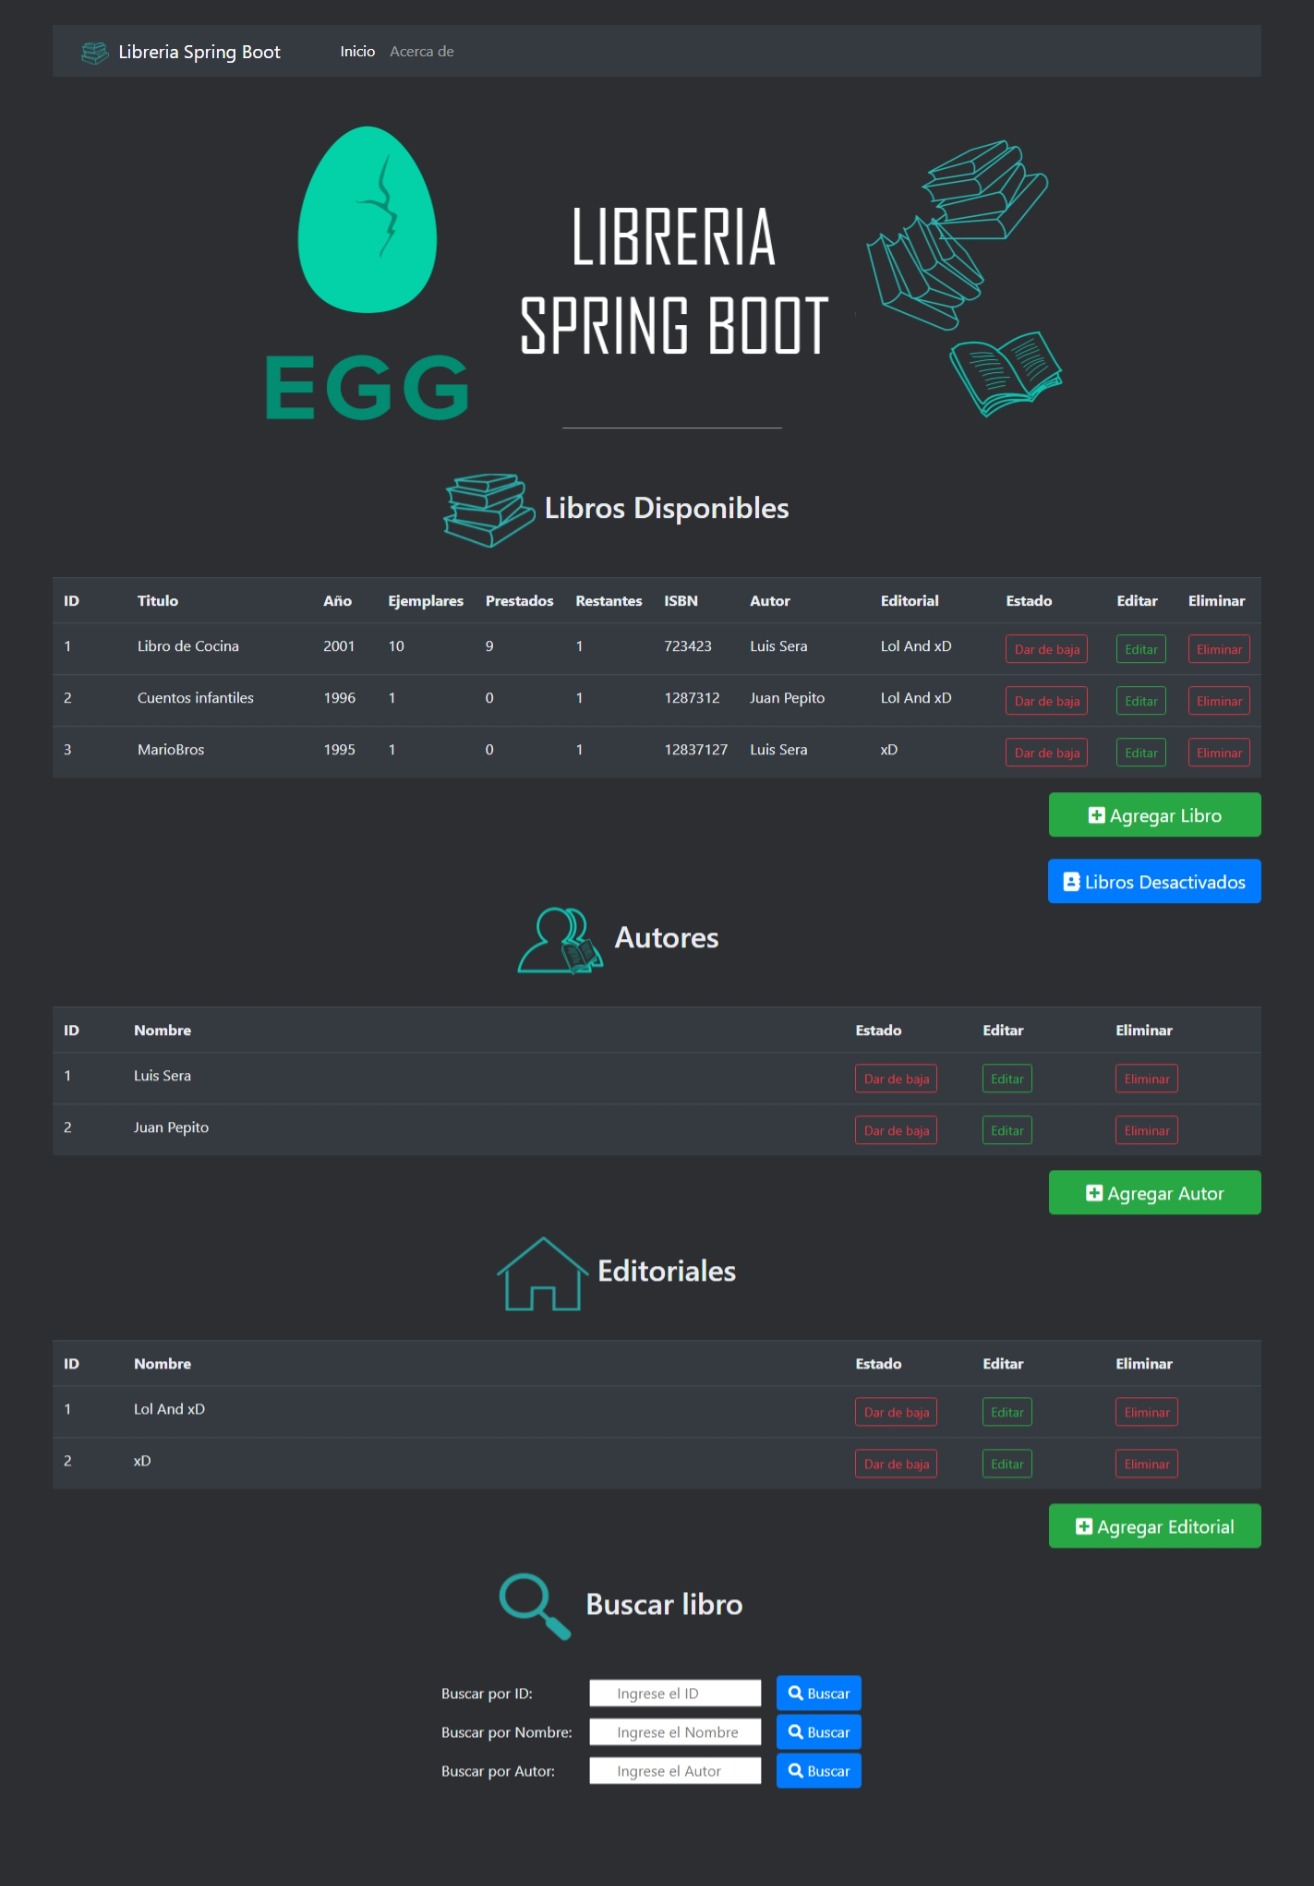 Libreria Spring Boot Inicio Acerca de
EGG
LIBRERIA
SPRING BOOT
Libros Disponibles
ID Titulo Año Ejemplares Prestados Restantes ISBN Autor Editorial Estado Editar Eliminar
1 Libro de Cocina 2001 10 9 1 723423 Luis Sera Lol And xD Dar de baja Editar Eliminar
2 Cuentos infantiles 1996 1 0 1 1287312 Juan Pepito Lol And xD Dar de baja Editar Eliminar
3 MarioBros 1995 1 0 1 12837127 Luis Sera xD Dar de baja Editar Eliminar
Agregar Libro
Libros Desactivados
Autores
ID Nombre Estado Editar Eliminar
1 Luis Sera Dar de baja Editar Eliminar
2 Juan Pepito Dar de baja Editar Eliminar
Agregar Autor
Editoriales
ID Nombre Estado Editar Eliminar
1 Lol And xD Dar de baja Editar Eliminar
2 xD Dar de baja Editar Eliminar
Agregar Editorial
Buscar libro
Buscar por ID: Ingrese el ID Buscar
Buscar por Nombre: Ingrese el Nombre Buscar
Buscar por Autor: Ingrese el Autor Buscar